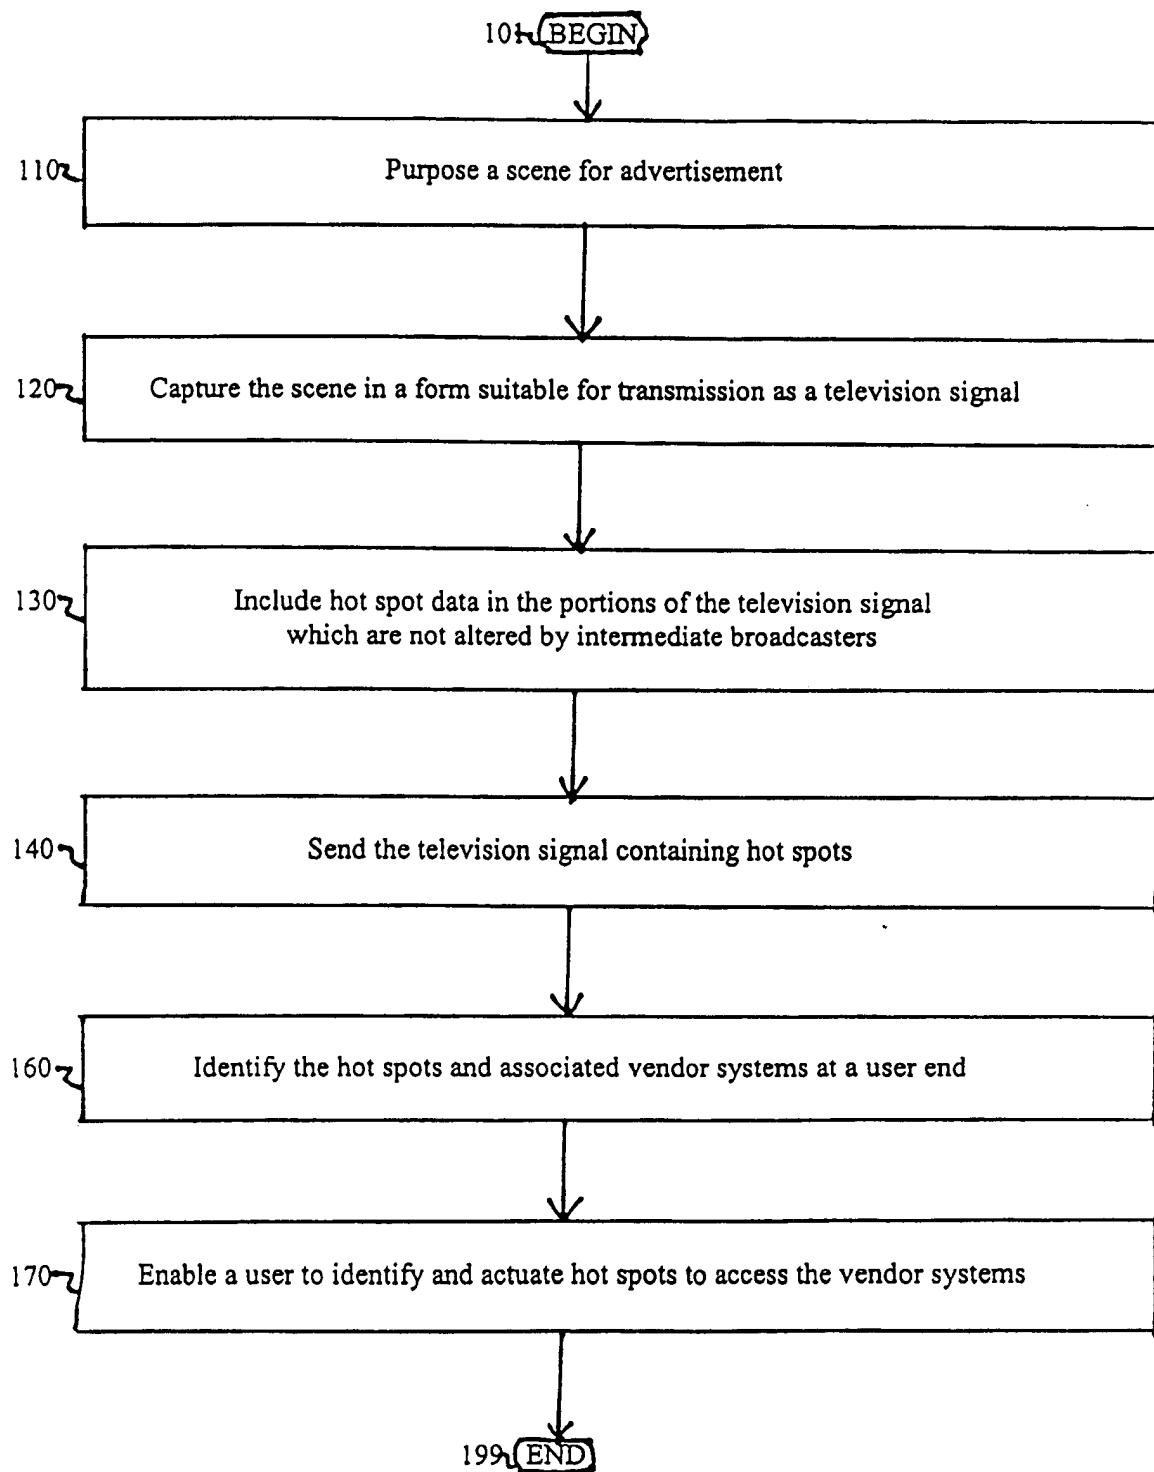 101 BEGIN
110 Purpose a scene for advertisement
120 Capture the scene in a form suitable for transmission as a television signal
130 Include hot spot data in the portions of the television signal
which are not altered by intermediate broadcasters
140 Send the television signal containing hot spots
160 Identify the hot spots and associated vendor systems at a user end
170 Enable a user to identify and actuate hot spots to access the vendor systems
199 END